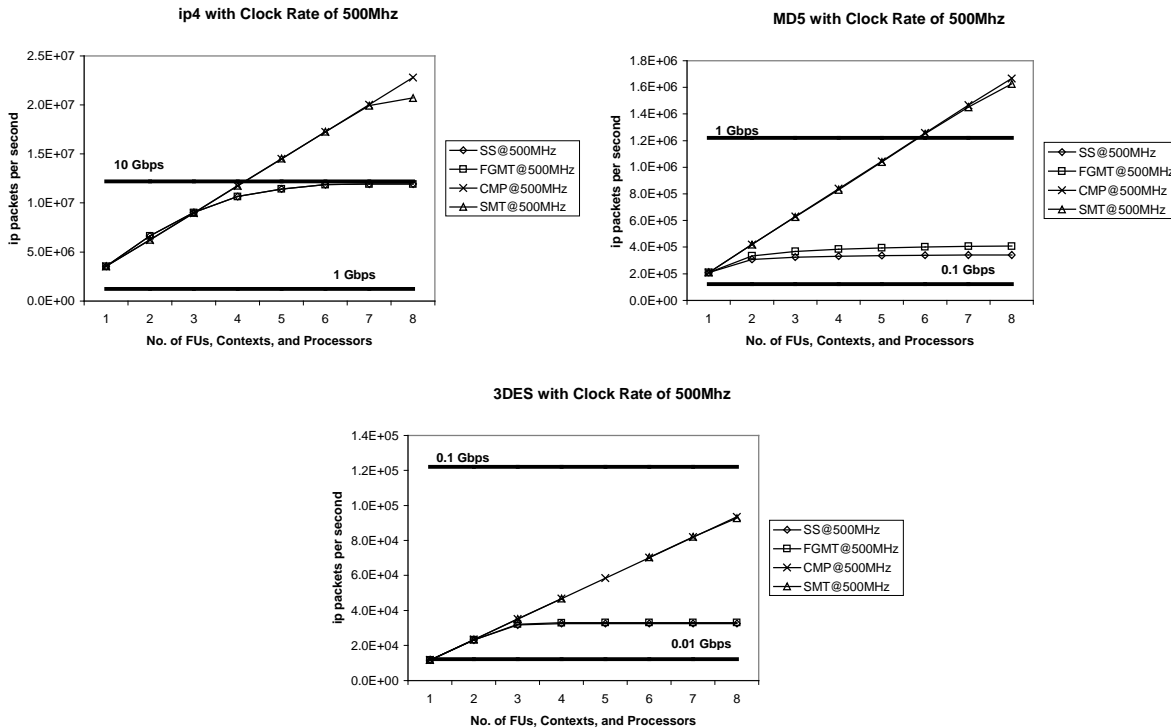 ip4 with Clock Rate of 500Mhz
2.5E+07
2.0E+07
1.5E+07
1.0E+07
5.0E+06
0.0E+00
ip packets per second
10 Gbps
1 Gbps
1 2 3 4 5 6 7 8
No. of FUs, Contexts, and Processors
SS@500MHz
FGMT@500MHz
CMP@500MHz
SMT@500MHz
MD5 with Clock Rate of 500Mhz
1.8E+06
1.6E+06
1.4E+06
1.2E+06
1.0E+06
8.0E+05
6.0E+05
4.0E+05
2.0E+05
0.0E+00
ip packets per second
1 Gbps
0.1 Gbps
1 2 3 4 5 6 7 8
No. of FUs, Contexts, and Processors
SS@500MHz
FGMT@500MHz
CMP@500MHz
SMT@500MHz
3DES with Clock Rate of 500Mhz
1.4E+05
1.2E+05
1.0E+05
8.0E+04
6.0E+04
4.0E+04
2.0E+04
0.0E+00
ip packets per second
0.1 Gbps
0.01 Gbps
1 2 3 4 5 6 7 8
No. of FUs, Contexts, and Processors
SS@500MHz
FGMT@500MHz
CMP@500MHz
SMT@500MHz